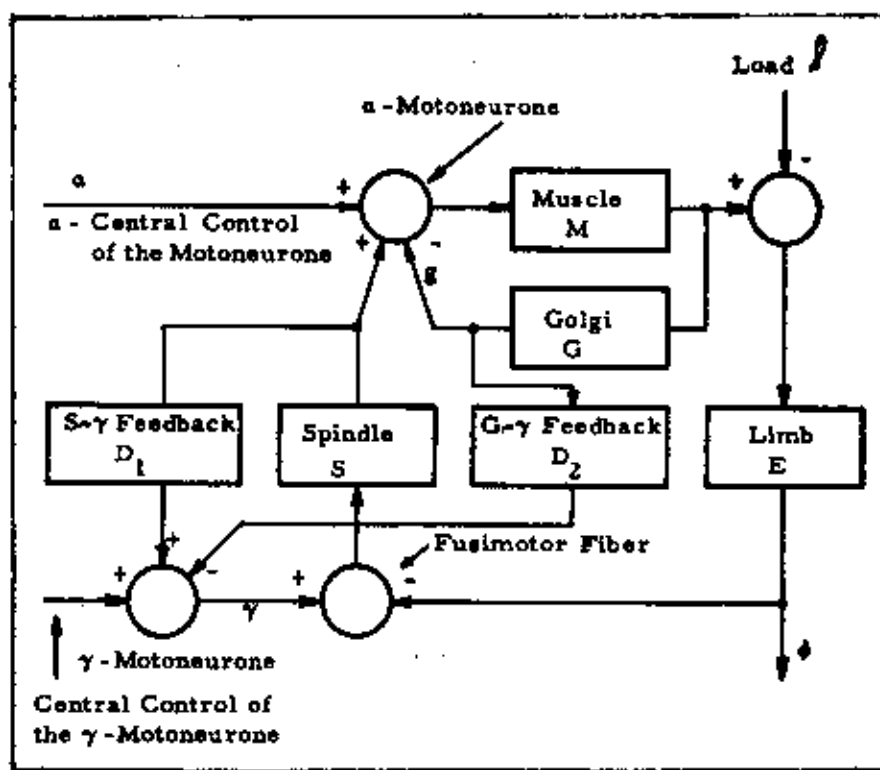 Load ℓ
α - Motoneurone
α
+
-
α - Central Control
of the Motoneurone
+
-
g
Muscle
M
+
Golgi
G
S-γ Feedback
D1
Spindle
S
G-γ Feedback
D2
Limb
E
+
-
+
+
γ
-
Fusimotor Fiber
γ - Motoneurone
Central Control of
the γ - Motoneurone
ϕ